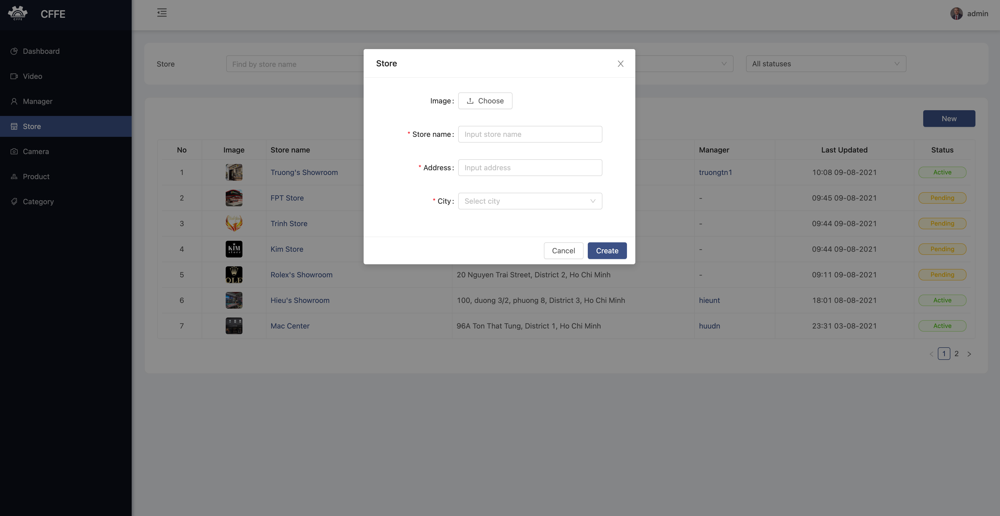 CFFE
CFFE
admin
Dashboard
Video
Manager
Store
Camera
Product
Category
Store
Find by store name
All statuses
New
Store
Image:
Choose
* Store name:
Input store name
* Address:
Input address
* City:
Select city
Cancel
Create
No Image Store name Manager Last Updated Status
1 Truong's Showroom truongtn1 10:08 09-08-2021 Active
2 FPT Store - 09:45 09-08-2021 Pending
3 Trinh Store - 09:44 09-08-2021 Pending
4 KIM store Kim Store - 09:44 09-08-2021 Pending
5 OLE Rolex's Showroom 20 Nguyen Trai Street, District 2, Ho Chi Minh - 09:11 09-08-2021 Pending
6 Hieu's Showroom 100, duong 3/2, phuong 8, District 3, Ho Chi Minh hieunt 18:01 08-08-2021 Active
7 Mac Center 96A Ton That Tung, District 1, Ho Chi Minh huudn 23:31 03-08-2021 Active
1 2